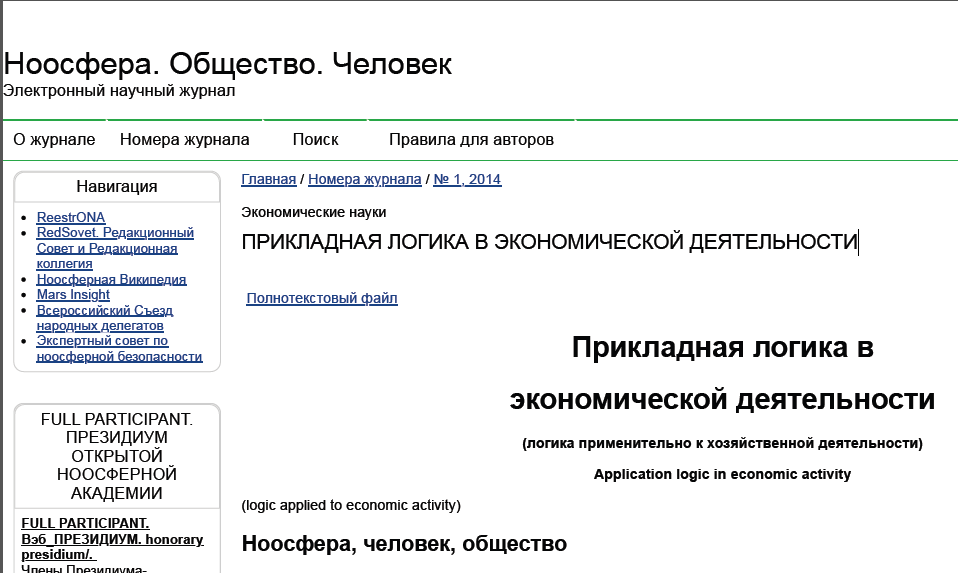 Ноосфера. Общество. Человек
Электронный научный журнал
О журнале Номера журнала Поиск Правила для авторов
Навигация
ReestrONA
RedSovet. Редакционный
Совет и Редакционная
коллегия
Ноосферная Википедия
Mars Insight
Всероссийский Съезд
народных делегатов
Экспертный совет по
ноосферной безопасности
FULL PARTICIPANT.
ПРЕЗИДИУМ
ОТКРЫТОЙ
НООСФЕРНОЙ
АКАДЕМИИ
FULL PARTICIPANT.
Вэб_ПРЕЗИДИУМ. honorary
presidium/.
Члены Президиума-
Главная / Номера журнала / № 1, 2014
Экономические науки
ПРИКЛАДНАЯ ЛОГИКА В ЭКОНОМИЧЕСКОЙ ДЕЯТЕЛЬНОСТИ
Полнотекстовый файл
Прикладная логика в
экономической деятельности
(логика применительно к хозяйственной деятельности)
Application logic in economic activity
(logic applied to economic activity)
Ноосфера, человек, общество